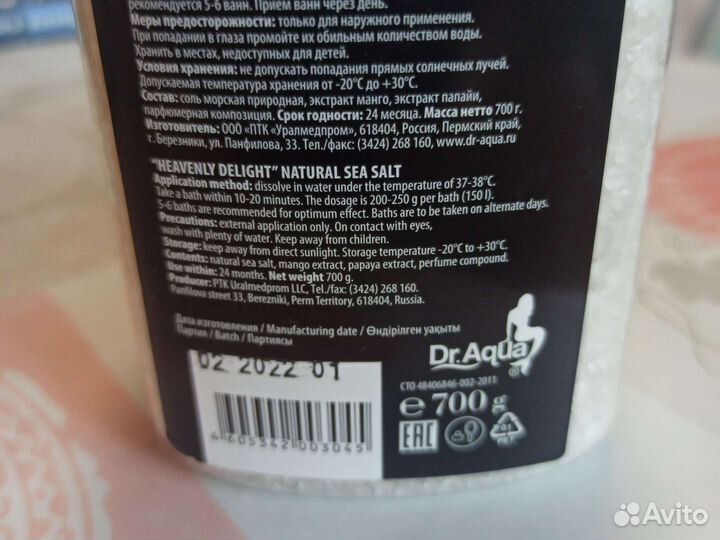 рекомендуется 5-6 ванн. Прием ванн через день.
Меры предосторожности: только для наружного применения.
При попадании в глаза промойте их обильным количеством воды.
Хранить в местах, недоступных для детей.
Условия хранения: не допускать попадания прямых солнечных лучей.
Допускаемая температура хранения от -20°С до +30°С.
Состав: соль морская природная, экстракт манго, экстракт папайи,
парфюмерная композиция. Срок годности: 24 месяца. Масса нетто 700 г.
Изготовитель: ООО «ПТК «Уралмедпром», 618404, Россия, Пермский край,
г. Березники, ул. Панфилова, 33. Тел./факс: (3424) 268 160, www.dr-aqua.ru
"HEAVENLY DELIGHT" NATURAL SEA SALT
Application method: dissolve in water under the temperature of 37-38°C.
Take a bath within 10-20 minutes. The dosage is 200-250 g per bath (150 l).
5-6 baths are recommended for optimum effect. Baths are to be taken on alternate days.
Precautions: external application only. On contact with eyes,
wash with plenty of water. Keep away from children.
Storage: keep away from direct sunlight. Storage temperature -20°C to +30°C.
Contents: natural sea salt, mango extract, papaya extract, perfume compound.
Use within: 24 months. Net weight 700 g.
Producer: PTK Uralmedprom LLC, Tel./fax: (3424) 268 160.
Panfilova street 33, Berezniki, Perm Territory, 618404, Russia.
Дата изготовления / Manufacturing date / Өндірілген уақыты
Партия / Batch / Партиясы
02 2022 01
4605342003045
Dr.Aqua®
СТО 48406846-002-2011
e 700 g
EAC
Avito